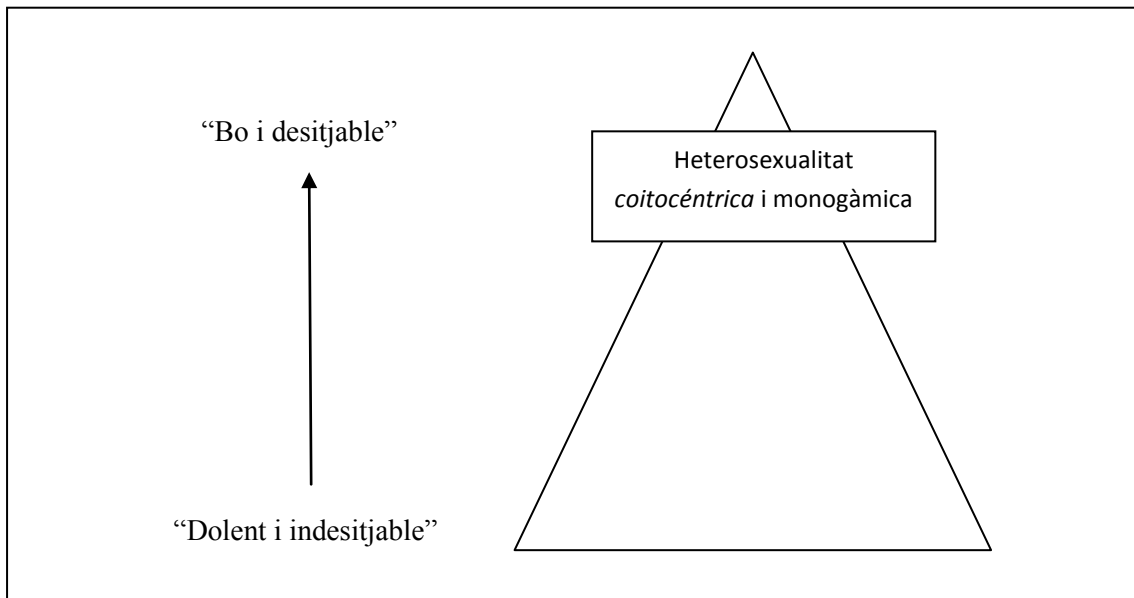 “Bo i desitjable”
Heterosexualitat
coitocéntrica i monogàmica
“Dolent i indesitjable”